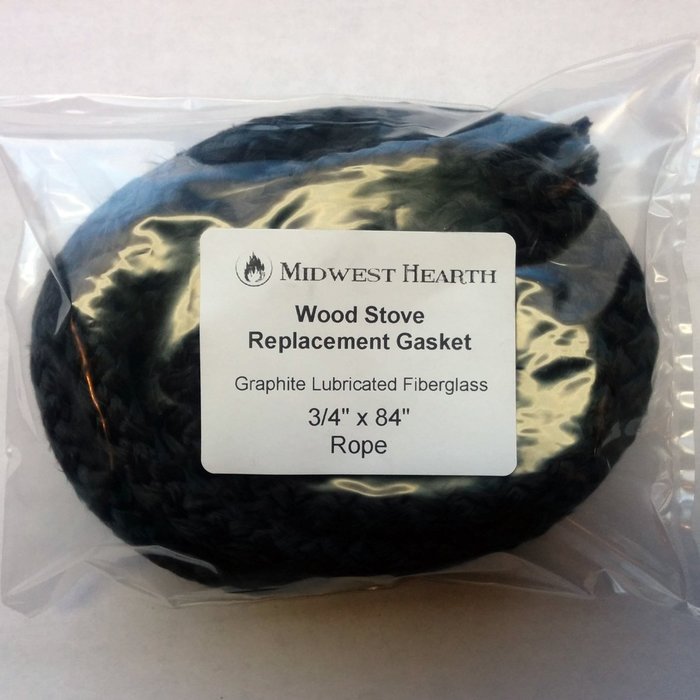 MIDWEST HEARTH
Wood Stove
Replacement Gasket
Graphite Lubricated Fiberglass
3/4" x 84"
Rope